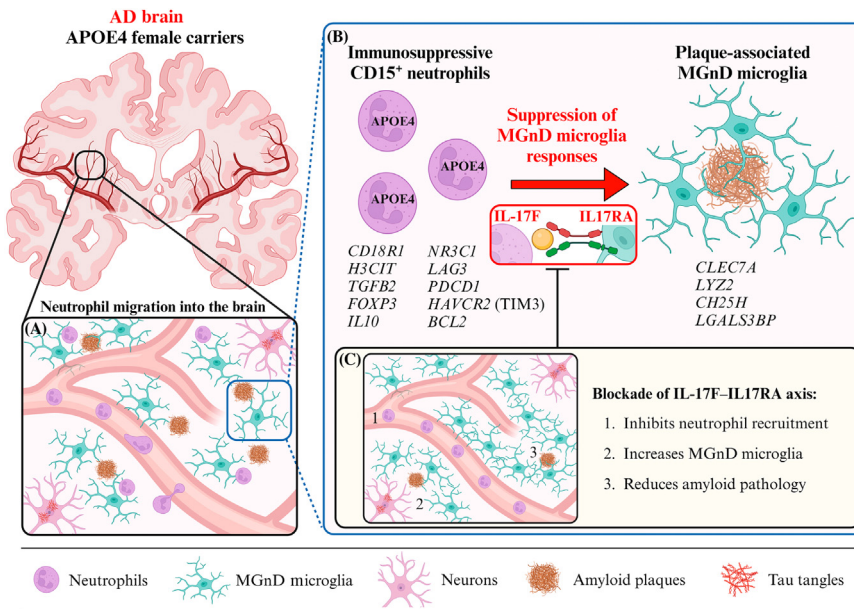 AD brain
APOE4 female carriers
Neutrophil migration into the brain
(A)
(B)
Immunosuppressive
CD15⁺ neutrophils
APOE4
APOE4
APOE4
CD18R1
H3CIT
TGFB2
FOXP3
IL10
NR3C1
LAG3
PDCD1
HAVCR2 (TIM3)
BCL2
Suppression of
MGnD microglia
responses
IL-17F
IL17RA
Plaque-associated
MGnD microglia
CLEC7A
LYZ2
CH25H
LGALS3BP
(C)
1
2
3
Blockade of IL-17F–IL17RA axis:
1. Inhibits neutrophil recruitment
2. Increases MGnD microglia
3. Reduces amyloid pathology
Neutrophils
MGnD microglia
Neurons
Amyloid plaques
Tau tangles